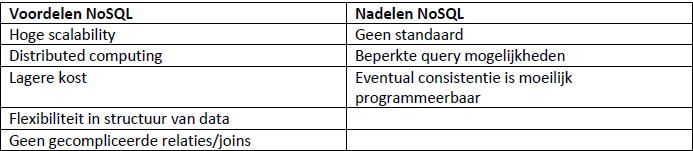 Voordelen NoSQL
Nadelen NoSQL
Hoge scalability
Geen standaard
Distributed computing
Beperkte query mogelijkheden
Lagere kost
Eventual consistentie is moeilijk
programmeerbaar
Flexibiliteit in structuur van data
Geen gecompliceerde relaties/joins